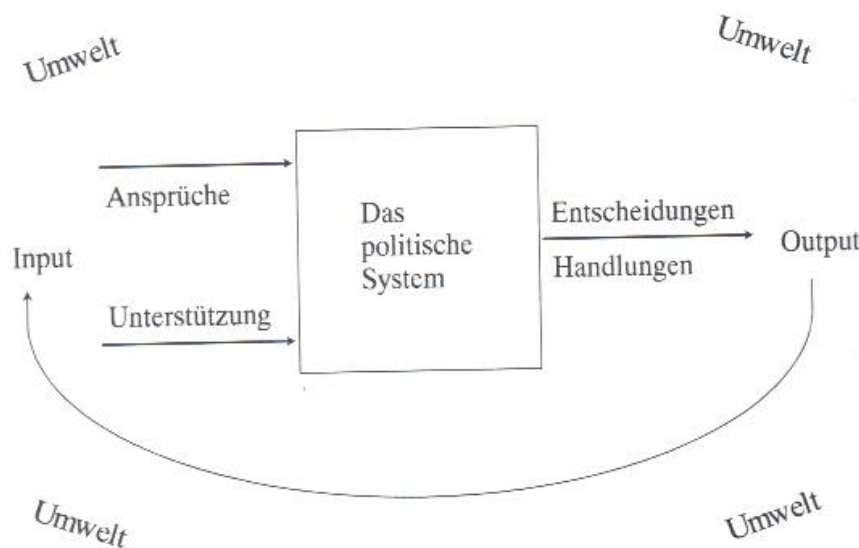 Umwelt
Umwelt
Ansprüche
Das
politische
System
Entscheidungen
Handlungen
Input
Output
Unterstützung
Umwelt
Umwelt